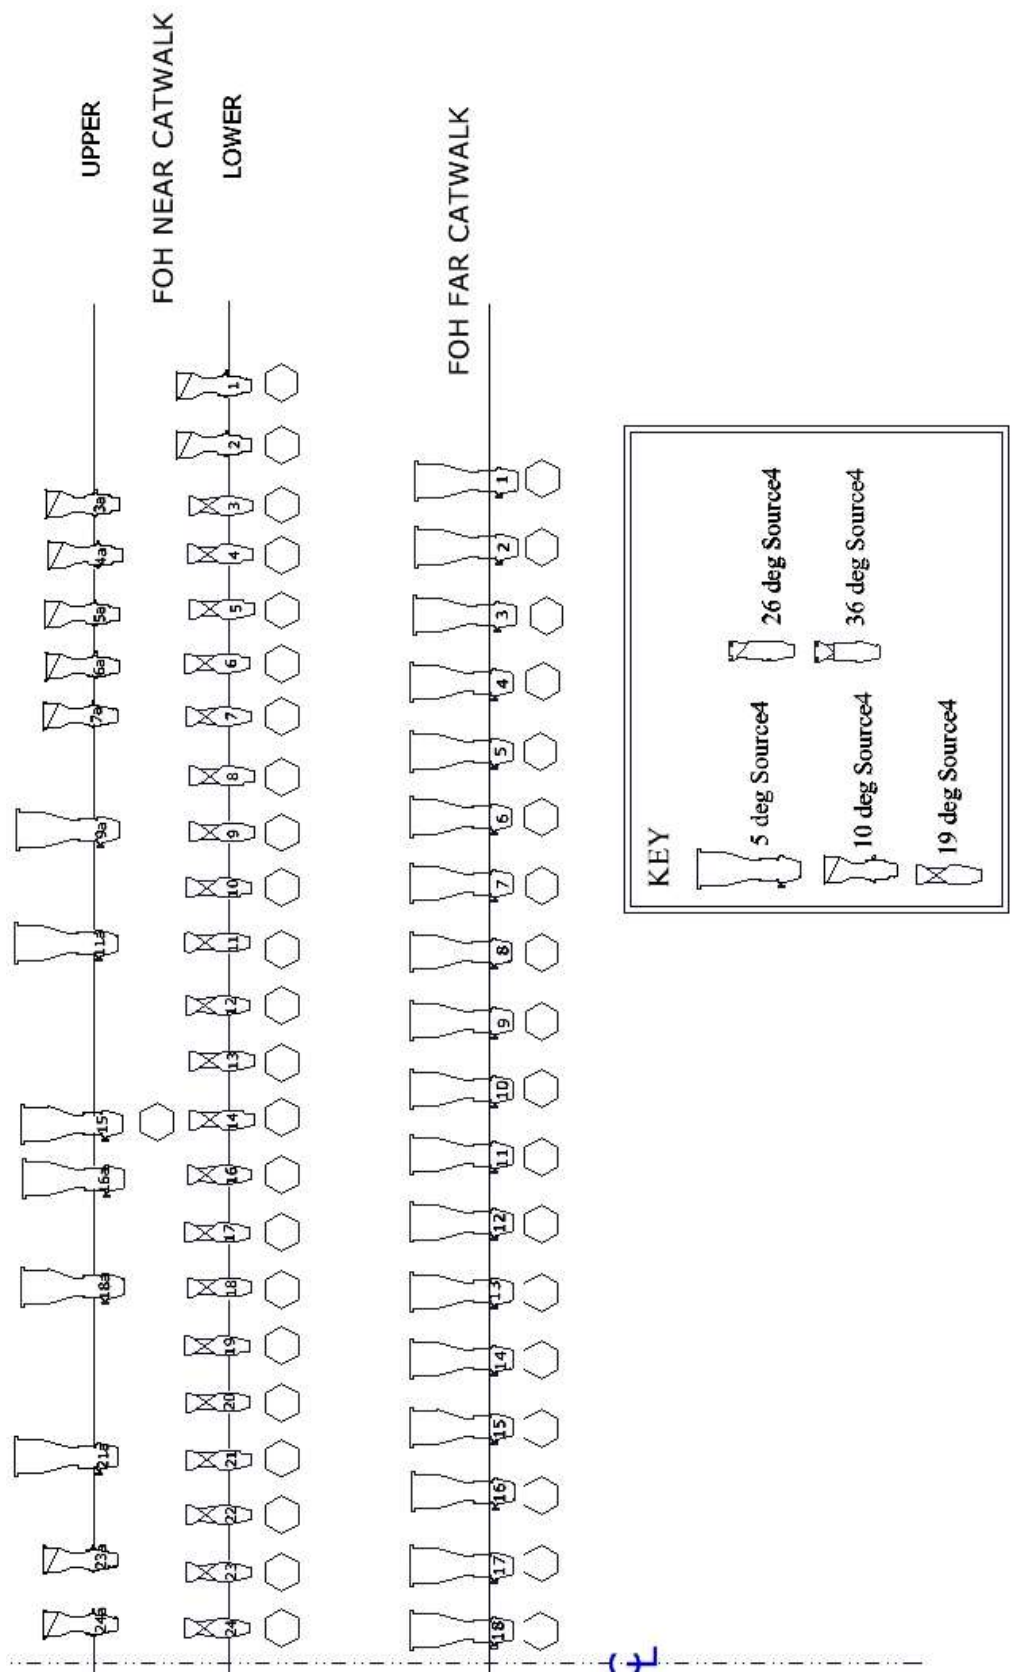 UPPER
FOH NEAR CATWALK
LOWER
FOH FAR CATWALK
24a 23a 21a 18a 16a 15 11a 9a 7a 6a 5a 4a 3a
24 23 22 21 20 19 18 17 16 14 13 12 11 10 9 8 7 6 5 4 3 2 1
18 17 16 15 14 13 12 11 10 9 8 7 6 5 4 3 2 1
KEY
5 deg Source4
26 deg Source4
10 deg Source4
36 deg Source4
19 deg Source4